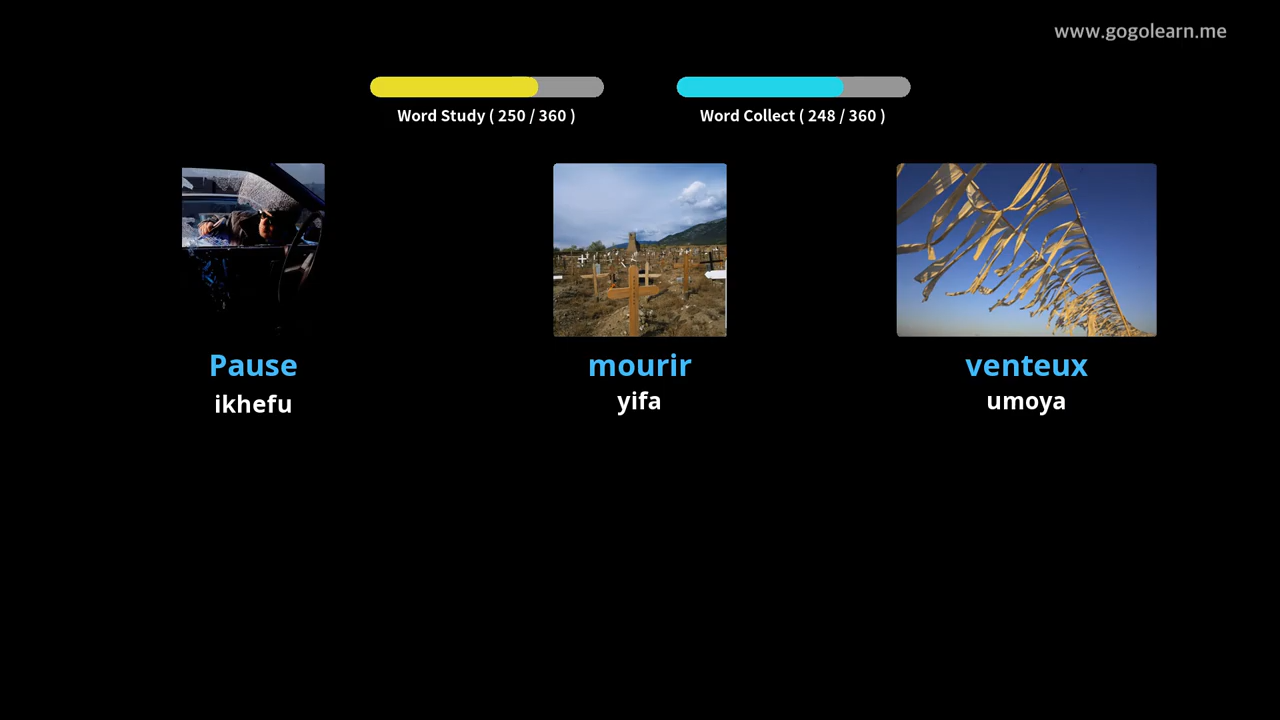 www.gogolearn.me
Word Study ( 250 / 360 )
Word Collect ( 248 / 360 )
Pause
ikhefu
mourir
yifa
venteux
umoya